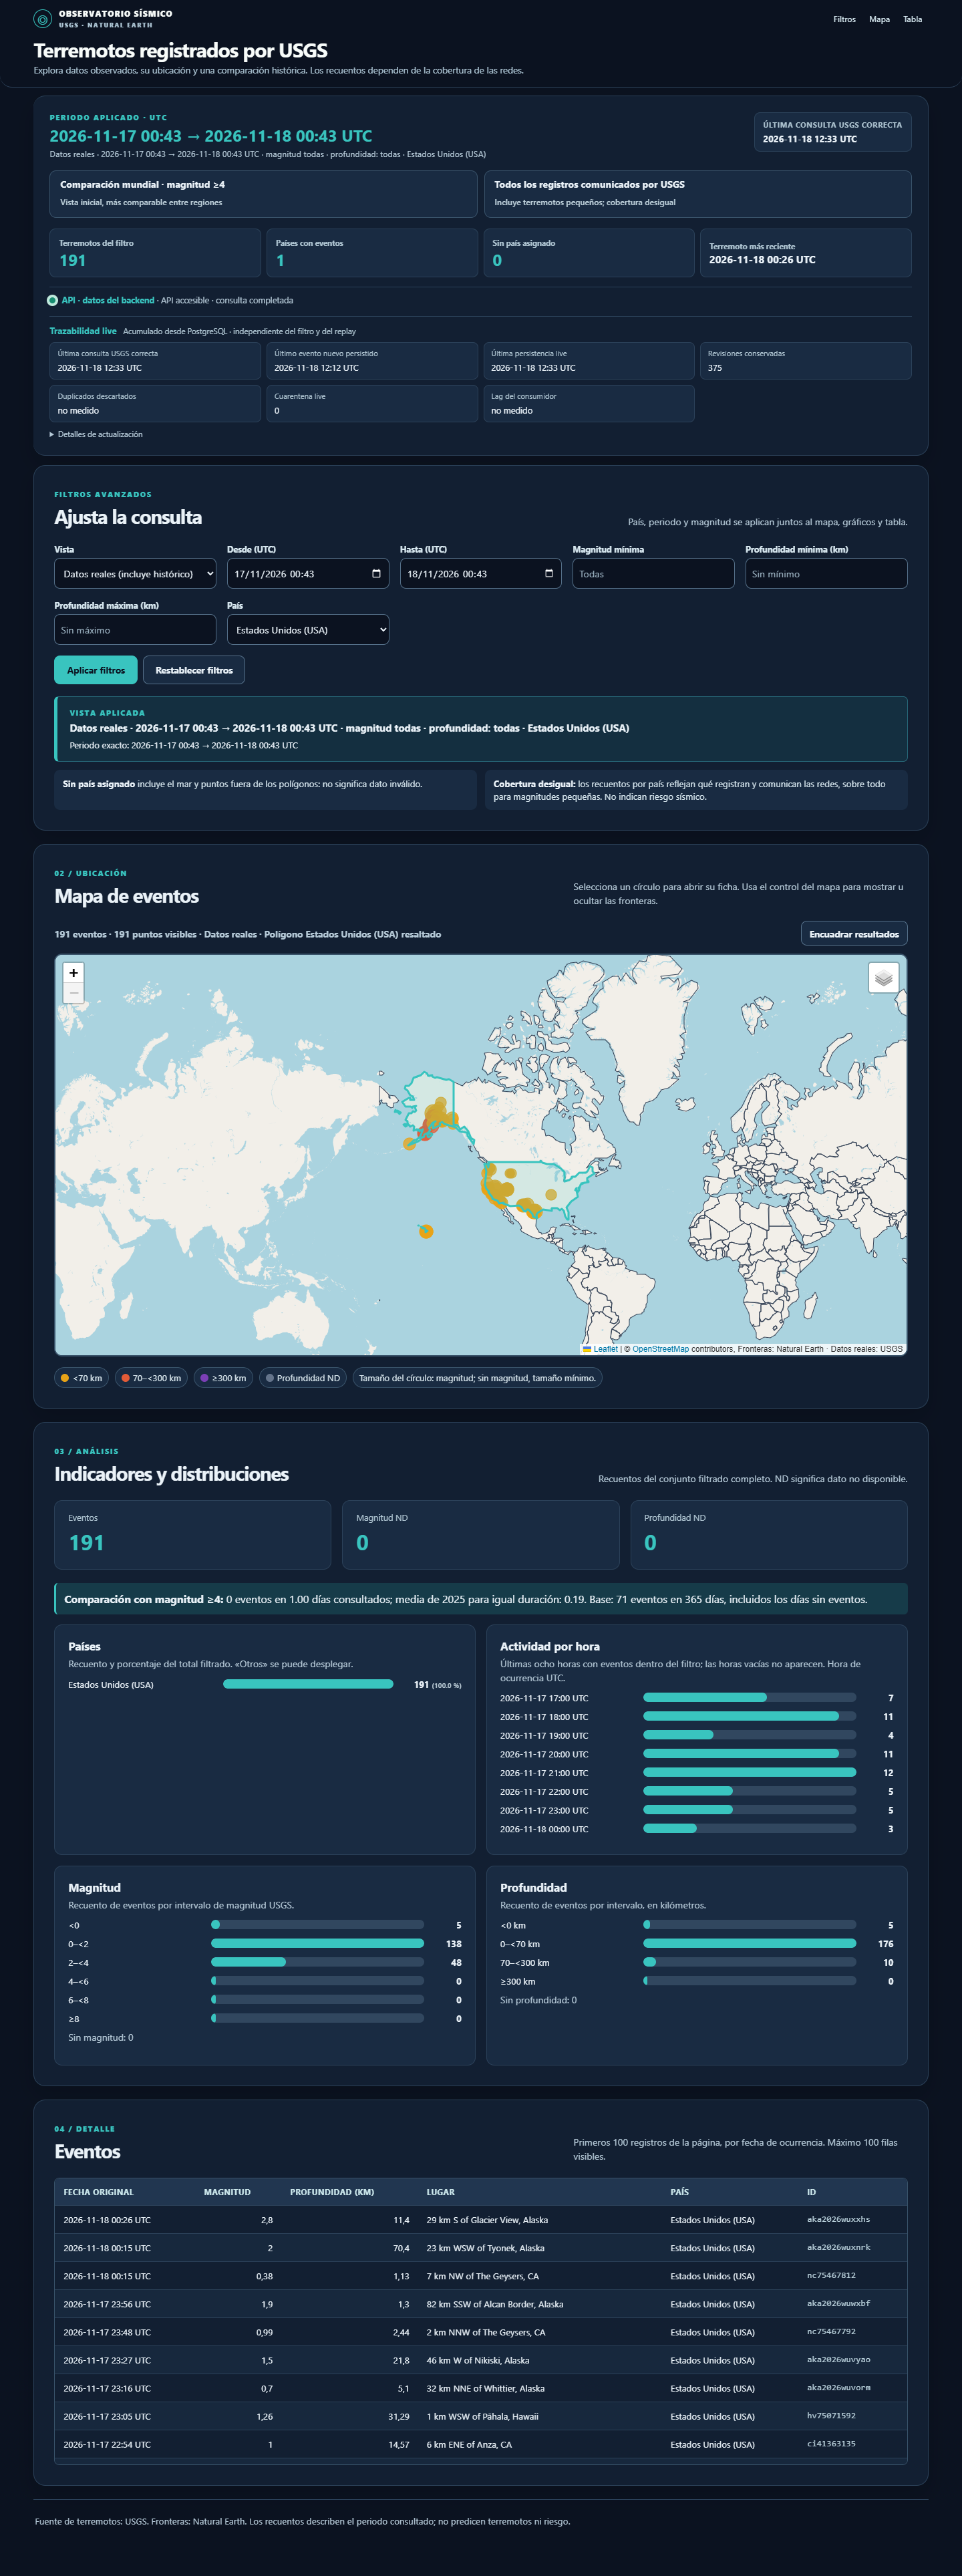 OBSERVATORIO SÍSMICO
USGS · NATURAL EARTH
Filtros
Mapa
Tabla
Terremotos registrados por USGS
Explora datos observados, su ubicación y una comparación histórica. Los recuentos dependen de la cobertura de las redes.
PERIODO APLICADO · UTC
2026-11-17 00:43 → 2026-11-18 00:43 UTC
Datos reales · 2026-11-17 00:43 → 2026-11-18 00:43 UTC · magnitud todas · profundidad: todas · Estados Unidos (USA)
ÚLTIMA CONSULTA USGS CORRECTA
2026-11-18 12:33 UTC
Comparación mundial · magnitud ≥4
Vista inicial, más comparable entre regiones
Todos los registros comunicados por USGS
Incluye terremotos pequeños; cobertura desigual
Terremotos del filtro
191
Países con eventos
1
Sin país asignado
0
Terremoto más reciente
2026-11-18 00:26 UTC
API · datos del backend · API accesible · consulta completada
Trazabilidad live Acumulado desde PostgreSQL · independiente del filtro y del replay
Última consulta USGS correcta
2026-11-18 12:33 UTC
Último evento nuevo persistido
2026-11-18 12:12 UTC
Última persistencia live
2026-11-18 12:33 UTC
Revisiones conservadas
375
Duplicados descartados
no medido
Cuarentena live
0
Lag del consumidor
no medido
▶ Detalles de actualización
FILTROS AVANZADOS
Ajusta la consulta
País, periodo y magnitud se aplican juntos al mapa, gráficos y tabla.
Vista
Datos reales (incluye histórico)
Desde (UTC)
17/11/2026 00:43
Hasta (UTC)
18/11/2026 00:43
Magnitud mínima
Todas
Profundidad mínima (km)
Sin mínimo
Profundidad máxima (km)
Sin máximo
País
Estados Unidos (USA)
Aplicar filtros
Restablecer filtros
VISTA APLICADA
Datos reales · 2026-11-17 00:43 → 2026-11-18 00:43 UTC · magnitud todas · profundidad: todas · Estados Unidos (USA)
Periodo exacto: 2026-11-17 00:43 → 2026-11-18 00:43 UTC
Sin país asignado incluye el mar y puntos fuera de los polígonos: no significa dato inválido.
Cobertura desigual: los recuentos por país reflejan qué registran y comunican las redes, sobre todo
para magnitudes pequeñas. No indican riesgo sísmico.
02 / UBICACIÓN
Mapa de eventos
Selecciona un círculo para abrir su ficha. Usa el control del mapa para mostrar u
ocultar las fronteras.
191 eventos · 191 puntos visibles · Datos reales · Polígono Estados Unidos (USA) resaltado
Encuadrar resultados
+
−
Leaflet | © OpenStreetMap contributors, Fronteras: Natural Earth · Datos reales: USGS
<70 km
70–<300 km
≥300 km
Profundidad ND
Tamaño del círculo: magnitud; sin magnitud, tamaño mínimo.
03 / ANÁLISIS
Indicadores y distribuciones
Recuentos del conjunto filtrado completo. ND significa dato no disponible.
Eventos
191
Magnitud ND
0
Profundidad ND
0
Comparación con magnitud ≥4: 0 eventos en 1.00 días consultados; media de 2025 para igual duración: 0.19. Base: 71 eventos en 365 días, incluidos los días sin eventos.
Países
Recuento y porcentaje del total filtrado. «Otros» se puede desplegar.
Estados Unidos (USA) 191 (100.0 %)
Actividad por hora
Últimas ocho horas con eventos dentro del filtro; las horas vacías no aparecen. Hora de
ocurrencia UTC.
2026-11-17 17:00 UTC 7
2026-11-17 18:00 UTC 11
2026-11-17 19:00 UTC 4
2026-11-17 20:00 UTC 11
2026-11-17 21:00 UTC 12
2026-11-17 22:00 UTC 5
2026-11-17 23:00 UTC 5
2026-11-18 00:00 UTC 3
Magnitud
Recuento de eventos por intervalo de magnitud USGS.
<0 5
0–<2 138
2–<4 48
4–<6 0
6–<8 0
≥8 0
Sin magnitud: 0
Profundidad
Recuento de eventos por intervalo, en kilómetros.
<0 km 5
0–<70 km 176
70–<300 km 10
≥300 km 0
Sin profundidad: 0
04 / DETALLE
Eventos
Primeros 100 registros de la página, por fecha de ocurrencia. Máximo 100 filas
visibles.
FECHA ORIGINAL MAGNITUD PROFUNDIDAD (KM) LUGAR PAÍS ID
2026-11-18 00:26 UTC 2,8 11,4 29 km S of Glacier View, Alaska Estados Unidos (USA) aka2026wuxxhs
2026-11-18 00:15 UTC 2 70,4 23 km WSW of Tyonek, Alaska Estados Unidos (USA) aka2026wuxnrk
2026-11-18 00:15 UTC 0,38 1,13 7 km NW of The Geysers, CA Estados Unidos (USA) nc75467812
2026-11-17 23:56 UTC 1,9 1,3 82 km SSW of Alcan Border, Alaska Estados Unidos (USA) aka2026wuwxbf
2026-11-17 23:48 UTC 0,99 2,44 2 km NNW of The Geysers, CA Estados Unidos (USA) nc75467792
2026-11-17 23:27 UTC 1,5 21,8 46 km W of Nikiski, Alaska Estados Unidos (USA) aka2026wuvyao
2026-11-17 23:16 UTC 0,7 5,1 32 km NNE of Whittier, Alaska Estados Unidos (USA) aka2026wuvorm
2026-11-17 23:05 UTC 1,26 31,29 1 km WSW of Pāhala, Hawaii Estados Unidos (USA) hv75071592
2026-11-17 22:54 UTC 1 14,57 6 km ENE of Anza, CA Estados Unidos (USA) ci41363135
Fuente de terremotos: USGS. Fronteras: Natural Earth. Los recuentos describen el periodo consultado; no predicen terremotos ni riesgo.